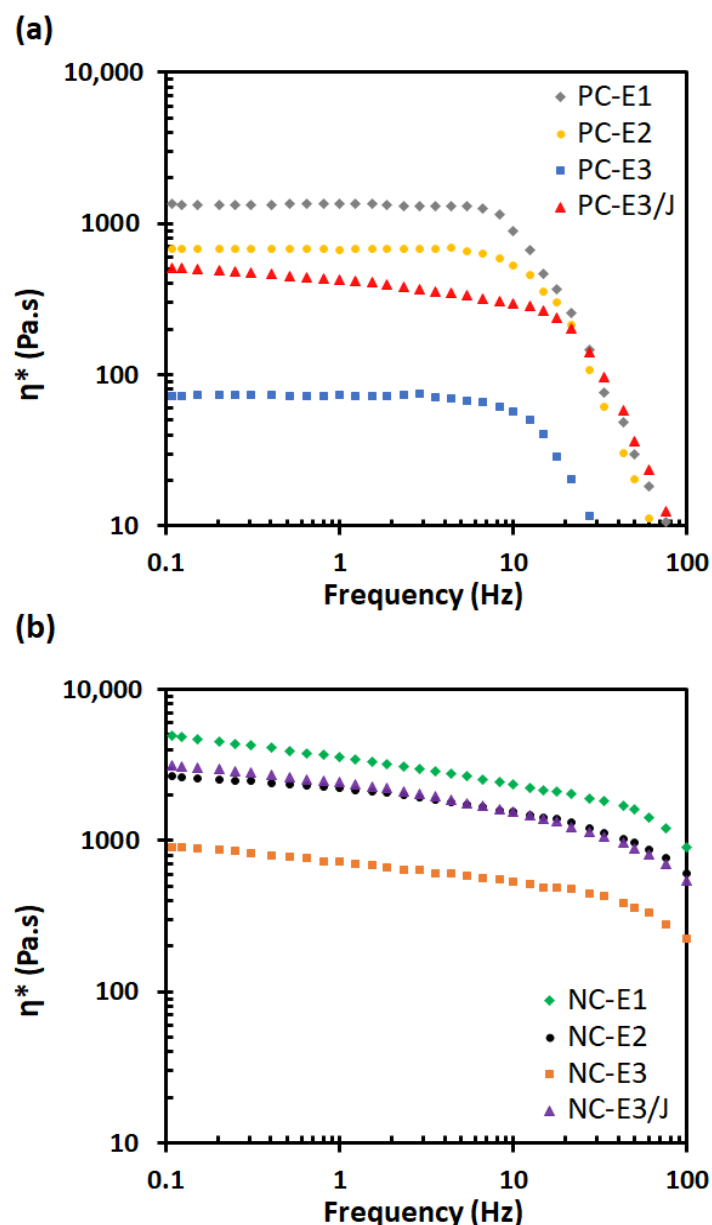 (a)
10,000
1000
100
10
η* (Pa.s)
PC-E1
PC-E2
PC-E3
PC-E3/J
0.1
1
10
100
Frequency (Hz)
(b)
10,000
1000
100
10
η* (Pa.s)
NC-E1
NC-E2
NC-E3
NC-E3/J
0.1
1
10
100
Frequency (Hz)